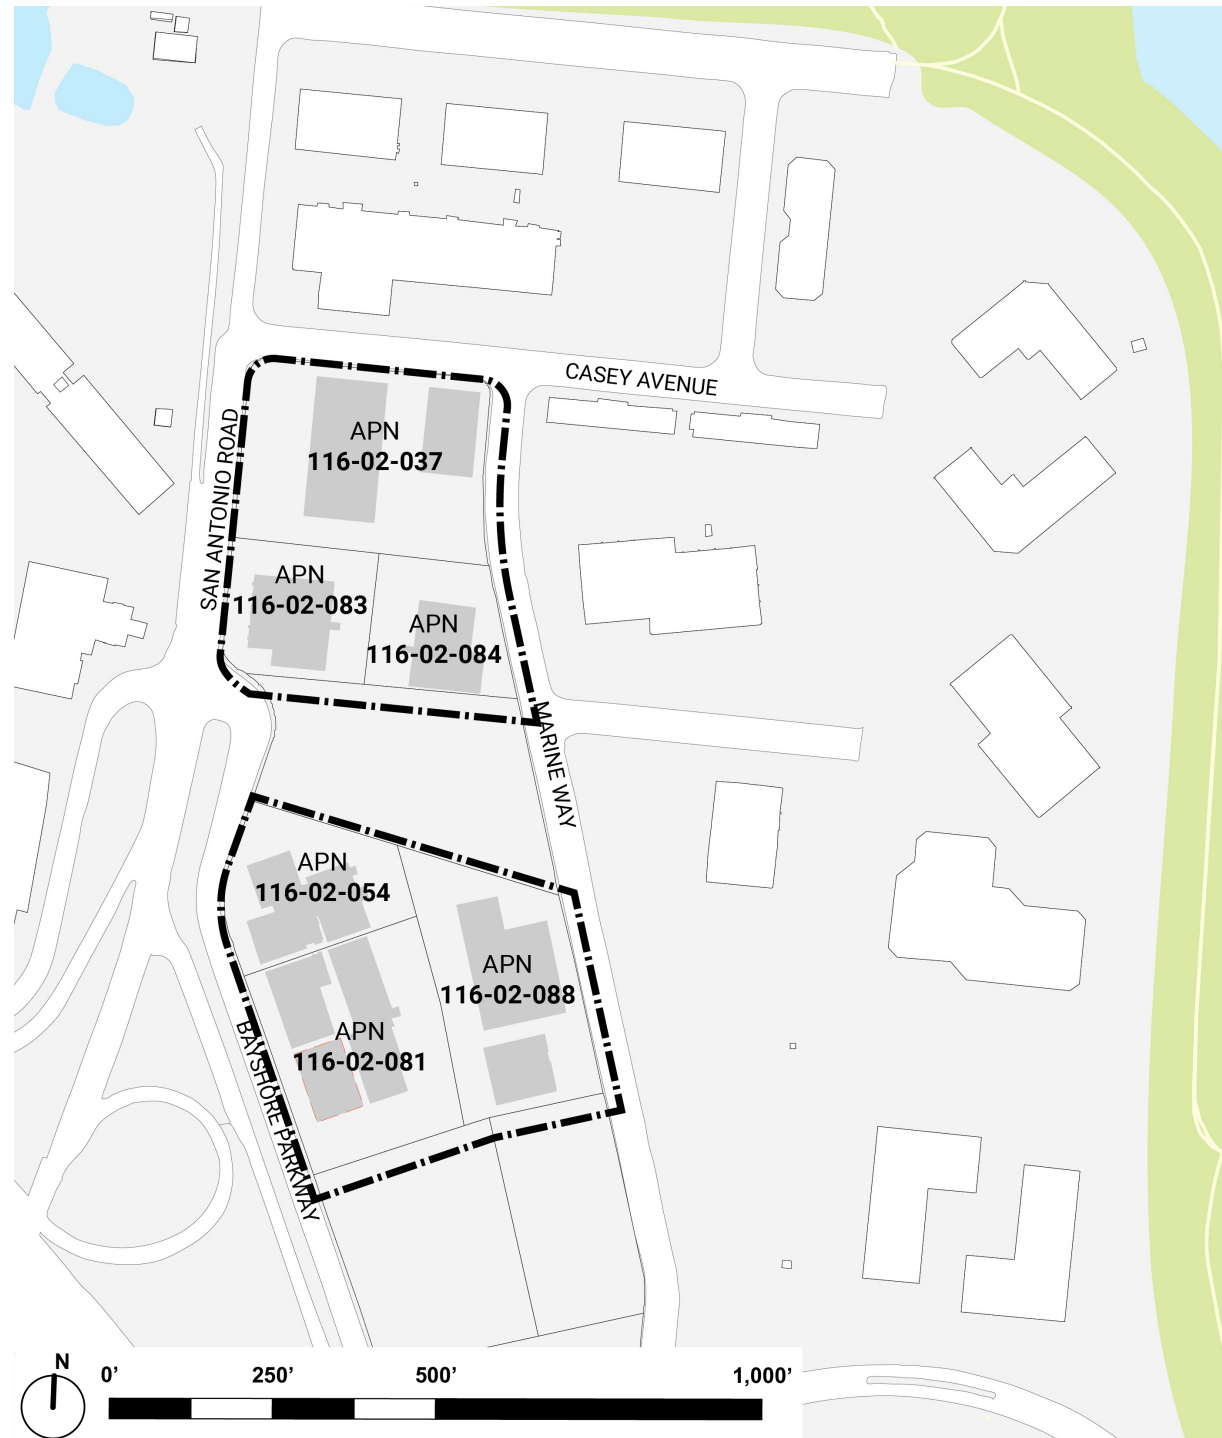 CASEY AVENUE
SAN ANTONIO ROAD
APN
116-02-037
APN
116-02-083
APN
116-02-084
MARINE WAY
APN
116-02-054
APN
116-02-088
APN
116-02-081
BAYSHORE PARKWAY
N
0’ 250’ 500’ 1,000’